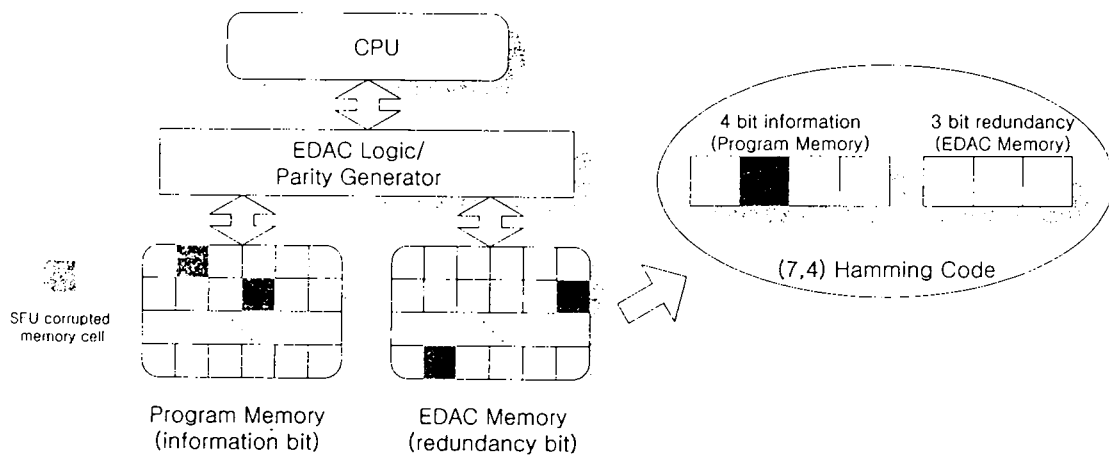 CPU
EDAC Logic/
Parity Generator
4 bit information
(Program Memory)
3 bit redundancy
(EDAC Memory)
(7,4) Hamming Code
SEU corrupted
memory cell
Program Memory
(information bit)
EDAC Memory
(redundancy bit)